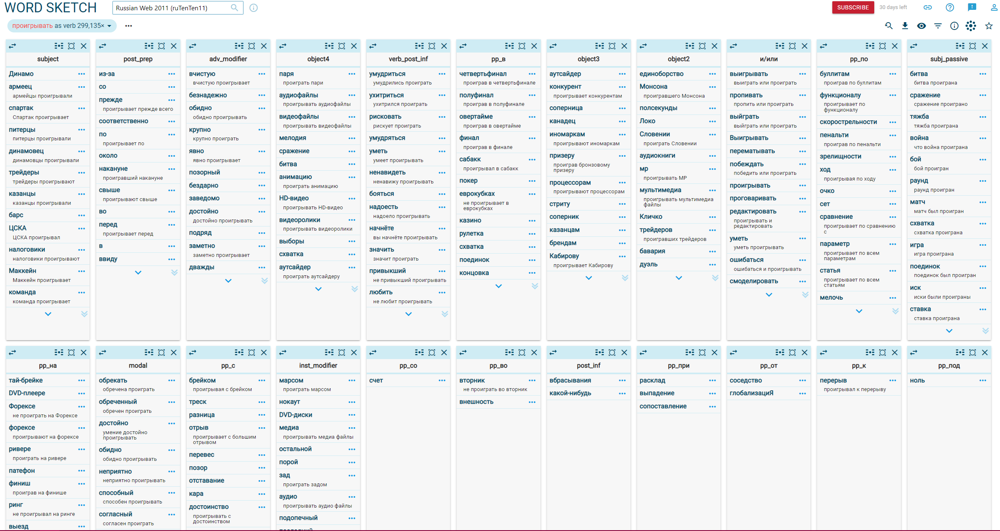 WORD SKETCH
Russian Web 2011 (ruTenTen11)
SUBSCRIBE
30 days left
проигрывать as verb 299,135×
subject
Динамо
армеец
армейцы проигрывали
спартак
Спартак проигрывает
питерцы
питерцы проигрывали
динамовец
динамовцы проигрывали
трейдеры
трейдеры проигрывают
казанцы
казанцы проигрывали
барс
ЦСКА
ЦСКА проигрывал
налоговики
налоговики проигрывают
Маккейн
Маккейн проигрывает
команда
команда проигрывает
post_prep
из-за
со
прежде
проигрывает прежде всего
соответственно
по
проигрывает по
около
накануне
проигравший накануне
свыше
проигрывают свыше
во
перед
проигрывает перед
в
ввиду
adv_modifier
вчистую
вчистую проигрывает
безнадежно
обидно
обидно проигрывать
крупно
крупно проиграть
явно
явно проигрывает
позорный
бездарно
заведомо
достойно
достойно проигрывать
подряд
заметно
заметно проигрывает
дважды
object4
паря
проиграть пари
аудиофайлы
проигрывать аудиофайлы
видеофайлы
проигрывать видеофайлы
мелодия
сражение
битва
анимацию
проиграть анимацию
HD-видео
проигрывать HD-видео
видеоролики
проигрывать видеоролики
выборы
схватка
аутсайдер
проиграть аутсайдеру
verb_post_inf
умудриться
умудрились проиграть
ухитриться
ухитрился проиграть
рисковать
рискует проиграть
умудряться
уметь
умеет проигрывать
ненавидеть
ненавижу проигрывать
бояться
надоесть
надоело проигрывать
начнёте
вы начнёте проигрывать
значить
значит проиграть
привыкший
не привыкший проигрывать
любить
не любит проигрывать
pp_в
четвертьфинал
проиграв в четвертьфинале
полуфинал
проиграв в полуфинале
овертайме
проиграв в овертайме
финал
проиграв в финале
сабакк
проигрывал в сабакк
покер
еврокубках
не проигрывает в
еврокубках
казино
рулетка
схватка
поединок
концовка
object3
аутсайдер
конкурент
проигрывает конкурентам
соперница
канадец
иномаркам
проигрывают иномаркам
призеру
проиграв бронзовому
призеру
процессорам
проигрывают процессорам
стриту
соперник
казанцам
брендам
Кабирову
проигрывает Кабирову
object2
единоборство
Монсона
проигравшего Монсона
полсекунды
Локо
Словении
проиграть Словении
аудиокниги
мр
проигрывать MP
мультимедиа
проигрывать мультимедиа
файлы
Кличко
трейдеров
проигравших трейдеров
бавария
дуэль
и/или
выигрывать
выиграть или проиграть
пропивать
пропить или проиграть
выйграть
выйграть или проиграть
Выигрывать
перематывать
побеждать
победить или проиграть
проигрывать
проговаривать
редактировать
проигрывать и
редактировать
уметь
уметь проигрывать
ошибаться
ошибаться и проигрывать
смоделировать
pp_по
буллитам
проиграв по буллитам
функционалу
проигрывает по
функционалу
скорострельности
пенальти
проиграв по пенальти
зрелищности
ход
проигрывая по ходу
очко
сет
сравнение
проигрывает по сравнению
с
параметр
проигрывает по всем
параметрам
статья
проигрывает по всем
статьям
мелочь
subj_passive
битва
битва проиграна
сражение
сражение проиграно
тяжба
тяжба проиграна
война
что война проиграна
бой
бой проигран
раунд
раунд проигран
матч
матч был проигран
схватка
схватка проиграна
игра
игра проиграна
поединок
поединок был проигран
иск
иски были проиграны
ставка
ставка проиграна
pp_на
тай-брейке
DVD-плеере
Форексе
не проиграть на Форексе
форексе
проигрывают на форексе
ривере
проиграть на ривере
патефон
финиш
проиграв на финише
ринг
не проигрывал на ринге
выезд
modal
обрекать
обречена проиграть
обреченный
обречен проиграть
достойно
умение достойно
проигрывать
обидно
обидно проигрывать
неприятно
неприятно проигрывать
способный
способен проигрывать
согласный
согласен проиграть
pp_с
брейком
проигрывая с брейком
треск
разница
отрыв
проигрывает с большим
отрывом
перевес
позор
отставание
кара
достоинство
проигрывать с
достоинством
inst_modifier
марсом
проиграть марсом
нокаут
DVD-диски
медиа
проигрывать медиа файлы
остальной
порой
зад
проиграть задом
аудио
проигрывать аудио файлы
подопечный
последний
pp_со
счет
pp_во
вторник
не проиграть во вторник
внешность
post_inf
вбрасывания
какой-нибудь
pp_при
расклад
выпадение
сопоставление
pp_от
соседство
глобализациЯ
pp_к
перерыв
проигрывал к перерыву
pp_под
ноль